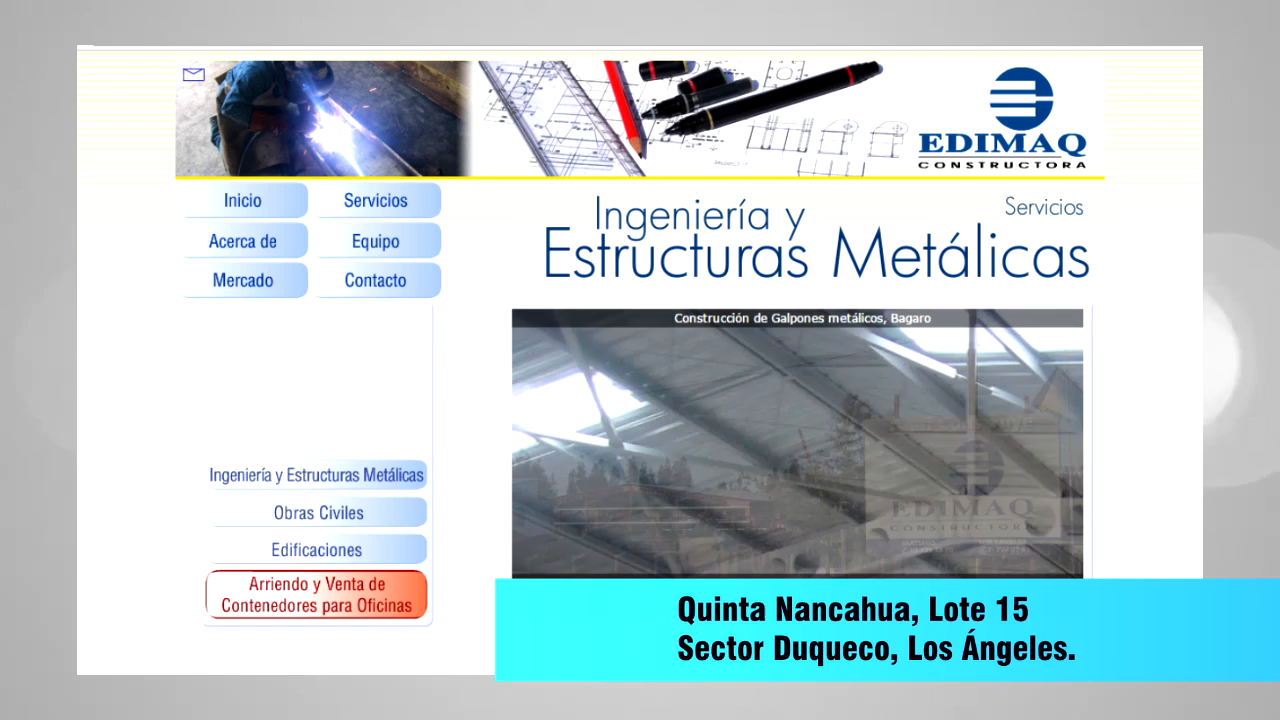 EDIMAQ
CONSTRUCTORA
Inicio
Servicios
Acerca de
Equipo
Mercado
Contacto
Servicios
Ingeniería y
Estructuras Metálicas
Construcción de Galpones metálicos, Bagaro
EDIMAQ
CONSTRUCTORA
Ingeniería y Estructuras Metálicas
Obras Civiles
Edificaciones
Arriendo y Venta de
Contenedores para Oficinas
Quinta Nancahua, Lote 15
Sector Duqueco, Los Ángeles.